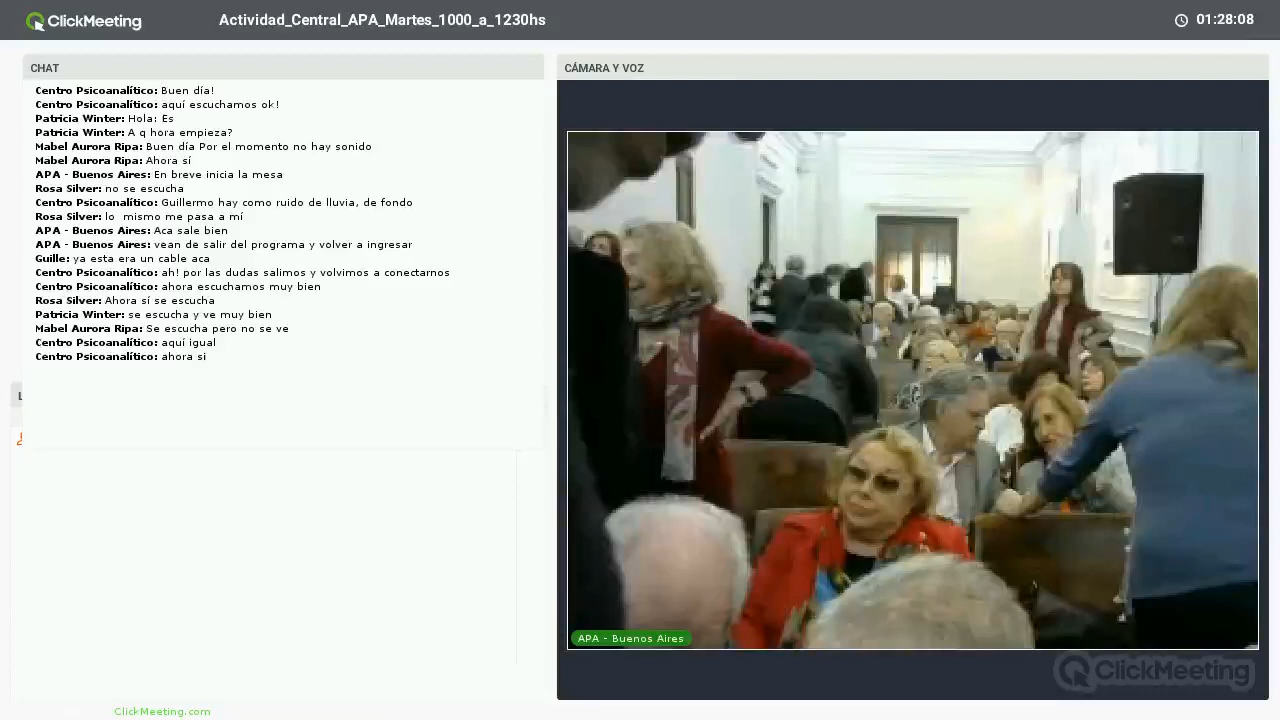 ClickMeeting
Actividad_Central_APA_Martes_1000_a_1230hs
01:28:08
CHAT
Centro Psicoanalítico: Buen día!
Centro Psicoanalítico: aquí escuchamos ok!
Patricia Winter: Hola: Es
Patricia Winter: A q hora empieza?
Mabel Aurora Ripa: Buen día Por el momento no hay sonido
Mabel Aurora Ripa: Ahora sí
APA - Buenos Aires: En breve inicia la mesa
Rosa Silver: no se escucha
Centro Psicoanalítico: Guillermo hay como ruido de lluvia, de fondo
Rosa Silver: lo  mismo me pasa a mí
APA - Buenos Aires: Aca sale bien
APA - Buenos Aires: vean de salir del programa y volver a ingresar
Guille: ya esta era un cable aca
Centro Psicoanalítico: ah! por las dudas salimos y volvimos a conectarnos
Centro Psicoanalítico: ahora escuchamos muy bien
Rosa Silver: Ahora sí se escucha
Patricia Winter: se escucha y ve muy bien
Mabel Aurora Ripa: Se escucha pero no se ve
Centro Psicoanalítico: aquí igual
Centro Psicoanalítico: ahora si
CÁMARA Y VOZ
APA - Buenos Aires
ClickMeeting
ClickMeeting.com